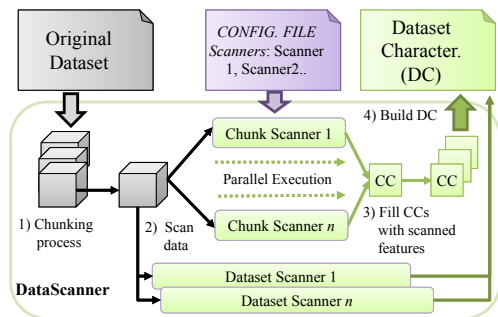 Original
Dataset
CONFIG. FILE
Scanners: Scanner
1, Scanner2..
Dataset
Character.
(DC)
4) Build DC
Chunk Scanner 1
Parallel Execution
CC
CC
1) Chunking
process
2) Scan
data
Chunk Scanner n
3) Fill CCs
with scanned
features
Dataset Scanner 1
DataScanner
Dataset Scanner n